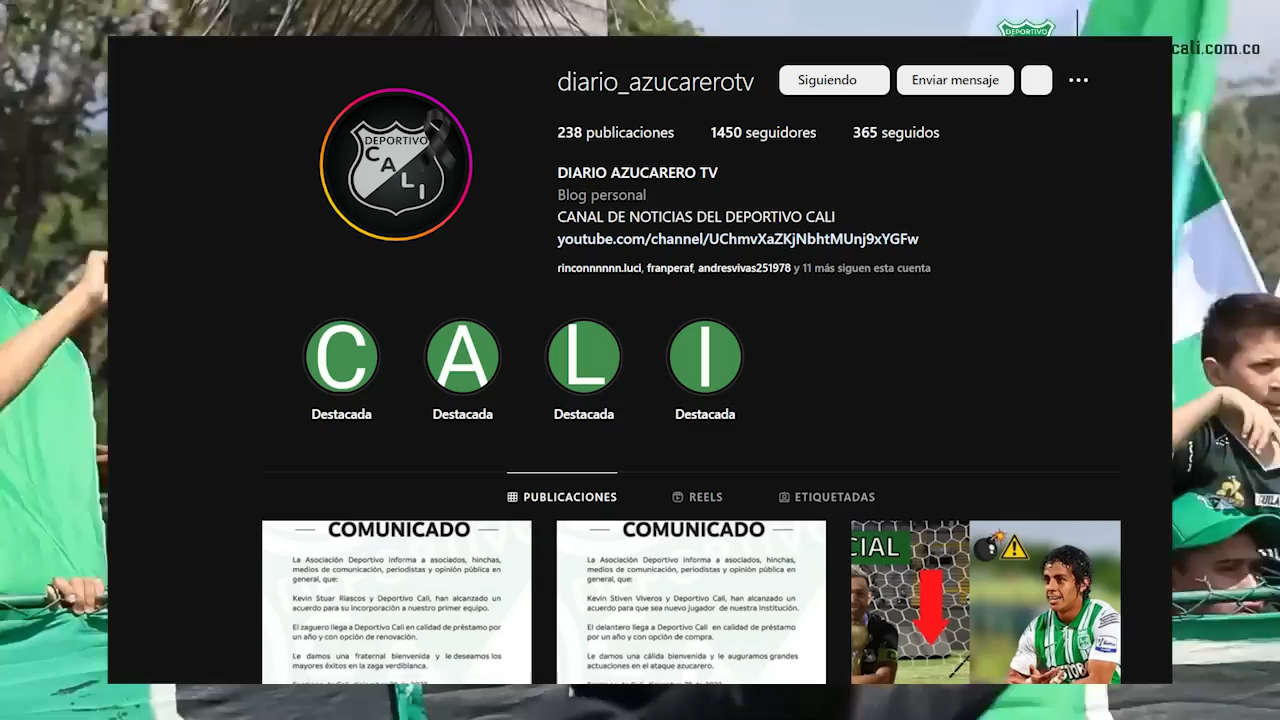 DEPORTIVO
cali.com.co
diario_azucarerotv
Siguiendo
Enviar mensaje
238 publicaciones
1450 seguidores
365 seguidos
DEPORTIVO
CALI
DIARIO AZUCARERO TV
Blog personal
CANAL DE NOTICIAS DEL DEPORTIVO CALI
youtube.com/channel/UChmvXaZKjNbhtMUnj9xYGFw
rinconnnnnn.luci, franperaf, andresvivas251978 y 11 más siguen esta cuenta
C
A
L
I
Destacada
Destacada
Destacada
Destacada
PUBLICACIONES
REELS
ETIQUETADAS
COMUNICADO
La Asociación Deportivo informa a asociados, hinchas,
medios de comunicación, periodistas y opinión pública en
general, que:
Kevin Stuar Riascos y Deportivo Cali, han alcanzado un
acuerdo para su incorporación a nuestro primer equipo.
El zaguero llega a Deportivo Cali en calidad de préstamo por
un año y con opción de renovación.
Le damos una fraternal bienvenida y le deseamos los
mayores éxitos en la zaga verdiblanca.
COMUNICADO
La Asociación Deportivo informa a asociados, hinchas,
medios de comunicación, periodistas y opinión pública en
general, que:
Kevin Stiven Viveros y Deportivo Cali, han alcanzado un
acuerdo para que sea nuevo jugador de nuestra Institución.
El delantero llega a Deportivo Cali en calidad de préstamo
por un año y con opción de compra.
Le damos una cálida bienvenida y le auguramos grandes
actuaciones en el ataque azucarero.
CIAL